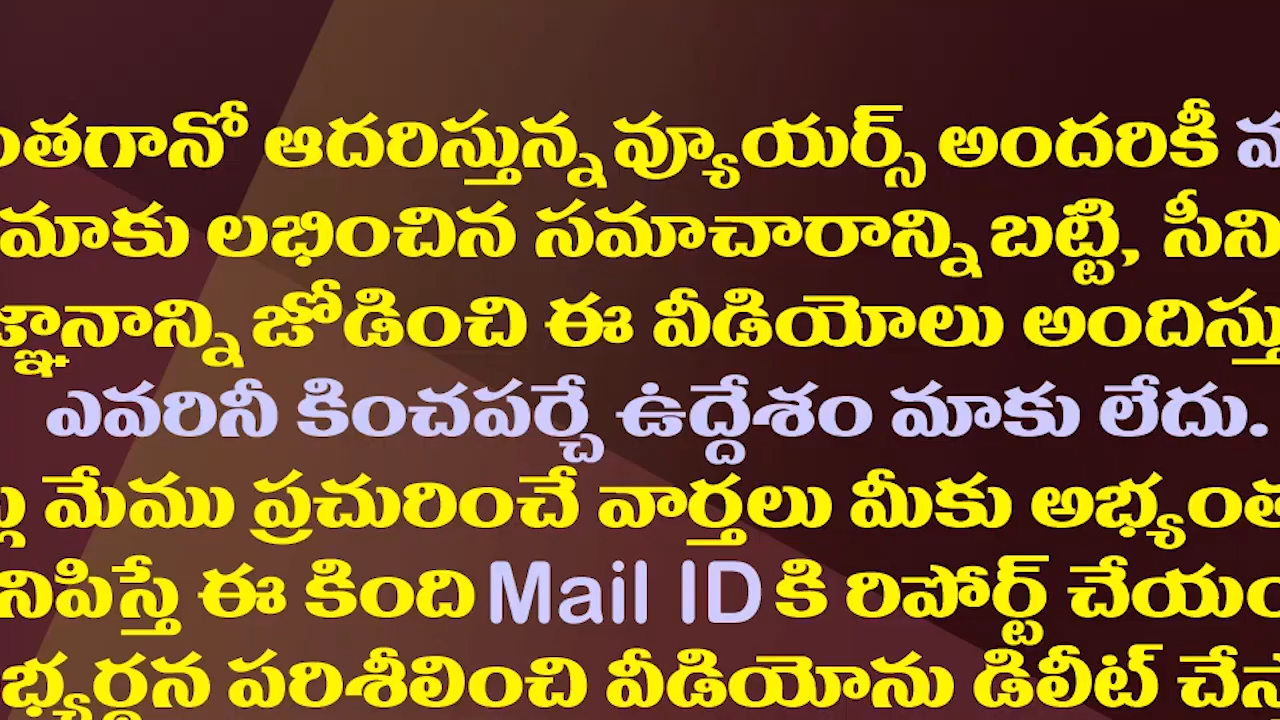 ంతగానో ఆదరిస్తున్న వ్యూయర్స్ అందరికీ
మాకు లభించిన సమాచారాన్ని బట్టి, సీని
జ్ఞానాన్ని జోడించి ఈ వీడియోలు అందిస్తు
ఎవరినీ కించపర్చే ఉద్దేశం మాకు లేదు.
మేము ప్రచురించే వార్తలు మీకు అభ్యంత
నిపిస్తే ఈ కింది Mail ID కి రిపోర్ట్ చేయం
భ్యర్థన పరిశీలించి వీడియోను డిలీట్ చేస